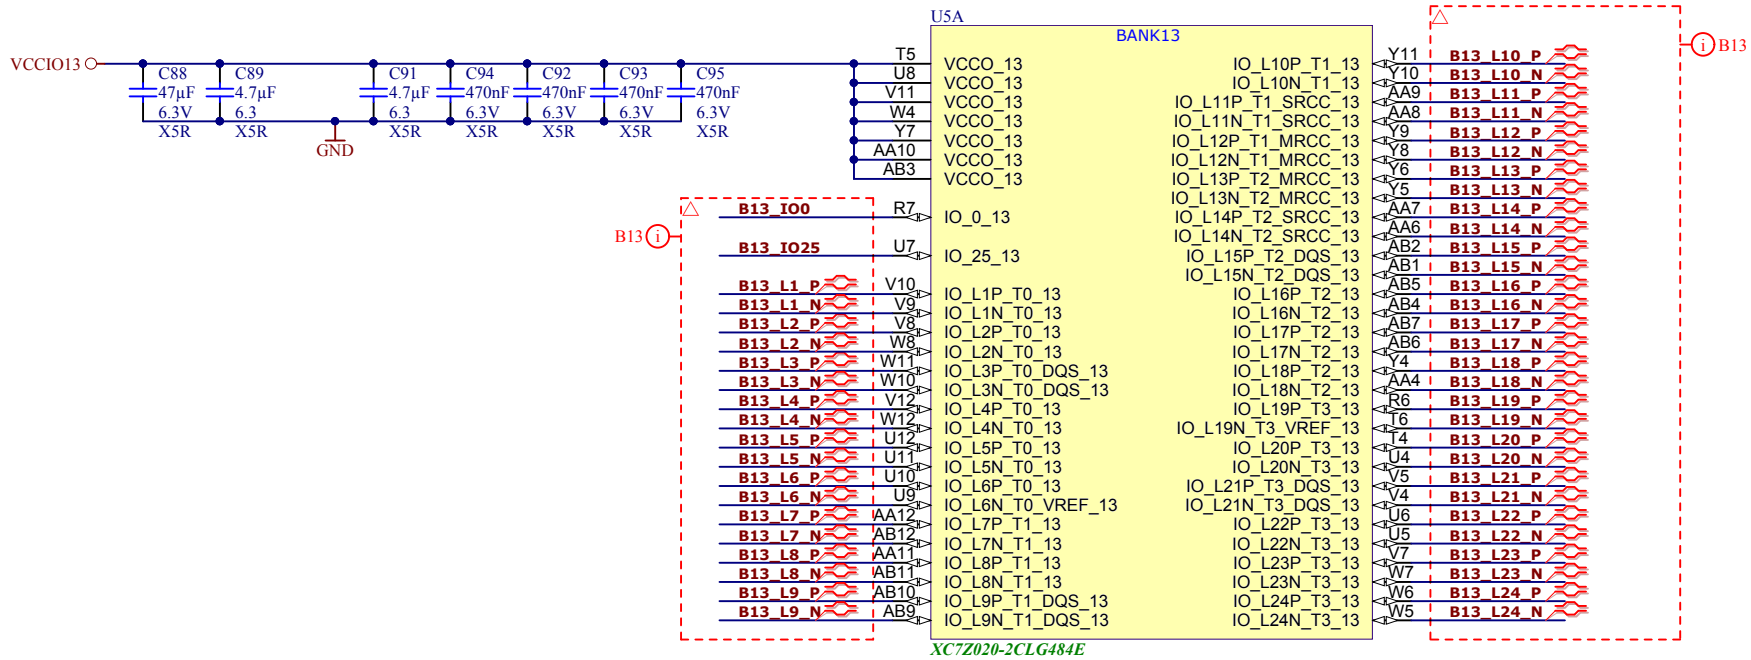 U5A
BANK13
VCCIO13
C88
47µF
6.3V
X5R
C89
4.7µF
6.3
X5R
C91
4.7µF
6.3
X5R
C94
470nF
6.3V
X5R
C92
470nF
6.3V
X5R
C93
470nF
6.3V
X5R
C95
470nF
6.3V
X5R
GND
T5 VCCO_13
U8 VCCO_13
V11 VCCO_13
W4 VCCO_13
Y7 VCCO_13
AA10 VCCO_13
AB3 VCCO_13
B13 i
B13_IO0 R7 IO_0_13
B13_IO25 U7 IO_25_13
B13_L1_P V10 IO_L1P_T0_13
B13_L1_N V9 IO_L1N_T0_13
B13_L2_P V8 IO_L2P_T0_13
B13_L2_N W8 IO_L2N_T0_13
B13_L3_P W11 IO_L3P_T0_DQS_13
B13_L3_N W10 IO_L3N_T0_DQS_13
B13_L4_P V12 IO_L4P_T0_13
B13_L4_N W12 IO_L4N_T0_13
B13_L5_P U12 IO_L5P_T0_13
B13_L5_N U11 IO_L5N_T0_13
B13_L6_P U10 IO_L6P_T0_13
B13_L6_N U9 IO_L6N_T0_VREF_13
B13_L7_P AA12 IO_L7P_T1_13
B13_L7_N AB12 IO_L7N_T1_13
B13_L8_P AA11 IO_L8P_T1_13
B13_L8_N AB11 IO_L8N_T1_13
B13_L9_P AB10 IO_L9P_T1_DQS_13
B13_L9_N AB9 IO_L9N_T1_DQS_13
IO_L10P_T1_13 Y11 B13_L10_P
IO_L10N_T1_13 Y10 B13_L10_N
IO_L11P_T1_SRCC_13 AA9 B13_L11_P
IO_L11N_T1_SRCC_13 AA8 B13_L11_N
IO_L12P_T1_MRCC_13 Y9 B13_L12_P
IO_L12N_T1_MRCC_13 Y8 B13_L12_N
IO_L13P_T2_MRCC_13 Y6 B13_L13_P
IO_L13N_T2_MRCC_13 Y5 B13_L13_N
IO_L14P_T2_SRCC_13 AA7 B13_L14_P
IO_L14N_T2_SRCC_13 AA6 B13_L14_N
IO_L15P_T2_DQS_13 AB2 B13_L15_P
IO_L15N_T2_DQS_13 AB1 B13_L15_N
IO_L16P_T2_13 AB5 B13_L16_P
IO_L16N_T2_13 AB4 B13_L16_N
IO_L17P_T2_13 AB7 B13_L17_P
IO_L17N_T2_13 AB6 B13_L17_N
IO_L18P_T2_13 Y4 B13_L18_P
IO_L18N_T2_13 AA4 B13_L18_N
IO_L19P_T3_13 R6 B13_L19_P
IO_L19N_T3_VREF_13 T6 B13_L19_N
IO_L20P_T3_13 T4 B13_L20_P
IO_L20N_T3_13 U4 B13_L20_N
IO_L21P_T3_DQS_13 V5 B13_L21_P
IO_L21N_T3_DQS_13 V4 B13_L21_N
IO_L22P_T3_13 U6 B13_L22_P
IO_L22N_T3_13 U5 B13_L22_N
IO_L23P_T3_13 V7 B13_L23_P
IO_L23N_T3_13 W7 B13_L23_N
IO_L24P_T3_13 W6 B13_L24_P
IO_L24N_T3_13 W5 B13_L24_N
i B13
XC7Z020-2CLG484E